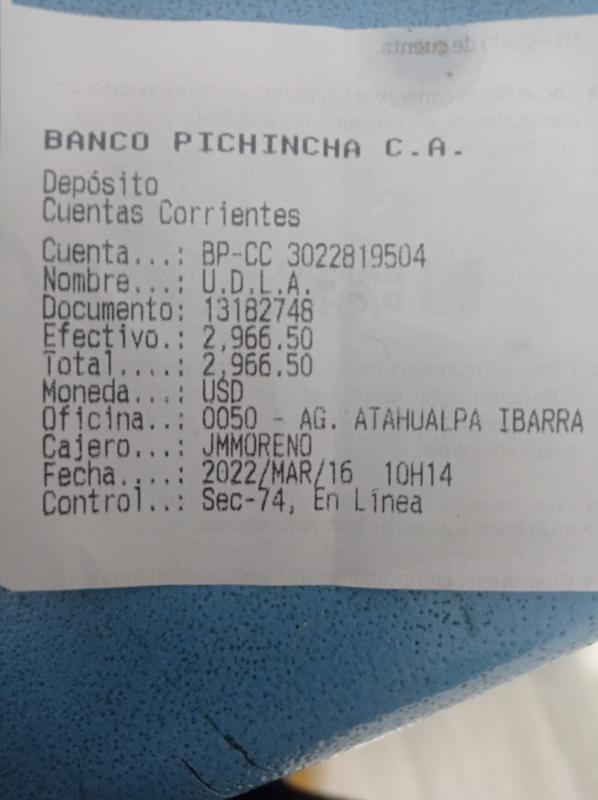 BANCO PICHINCHA C.A.
Depósito
Cuentas Corrientes
Cuenta...: BP-CC 3022819504
Nombre...: U.D.L.A.
Documento: 13182748
Efectivo.: 2,966.50
Total....: 2,966.50
Moneda...: USD
Oficina..: 0050 - AG. ATAHUALPA IBARRA
Cajero...: JMMORENO
Fecha....: 2022/MAR/16 10H14
Control..: Sec-74, En Línea